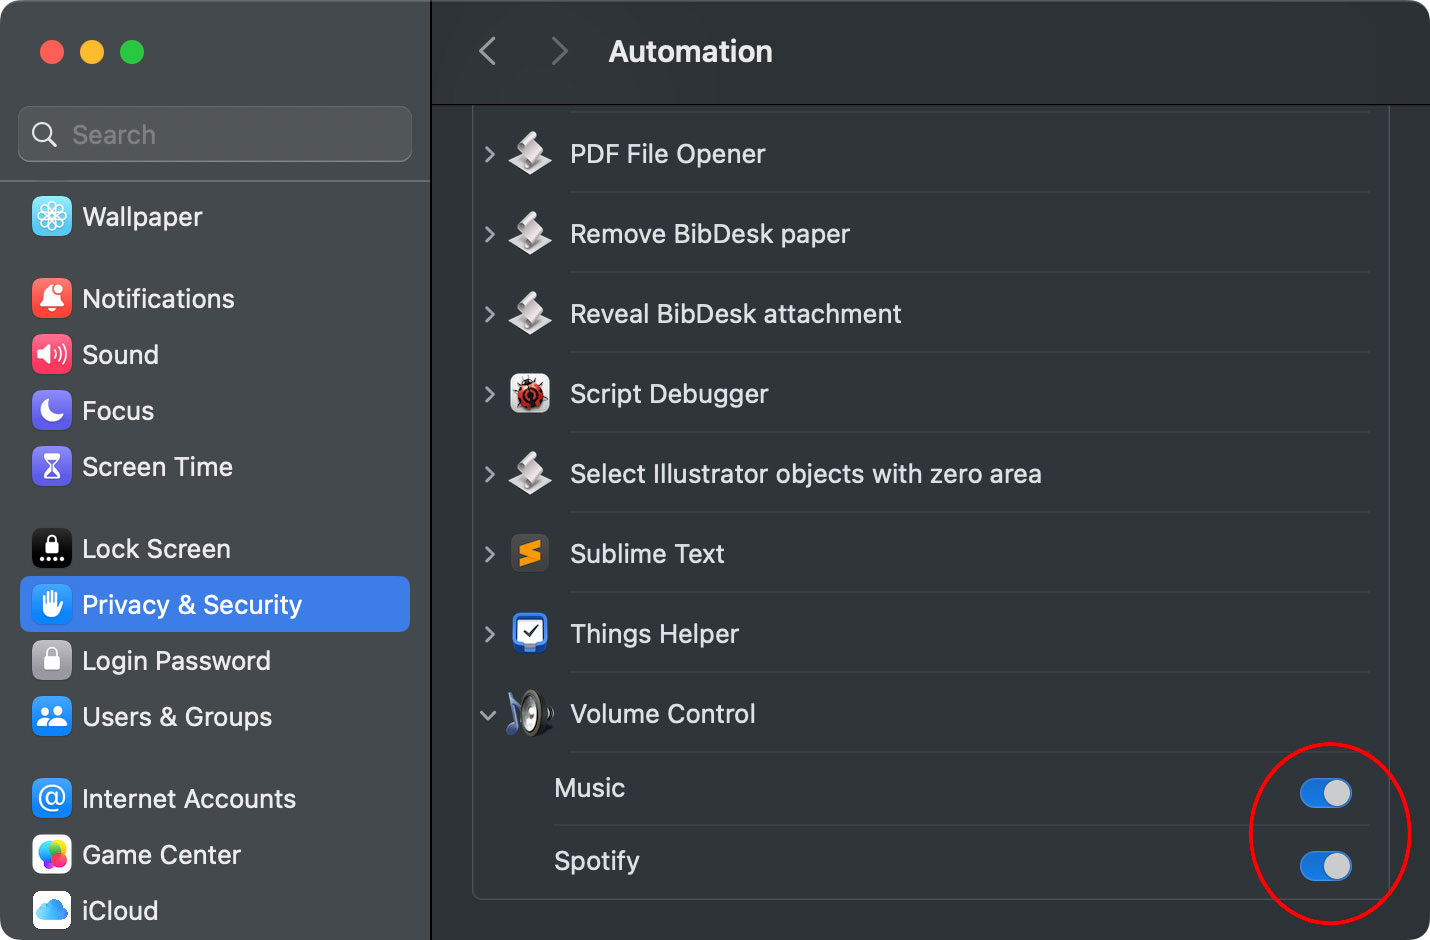 Search
Wallpaper
Notifications
Sound
Focus
Screen Time
Lock Screen
Privacy & Security
Login Password
Users & Groups
Internet Accounts
Game Center
iCloud
Automation
PDF File Opener
Remove BibDesk paper
Reveal BibDesk attachment
Script Debugger
Select Illustrator objects with zero area
Sublime Text
Things Helper
Volume Control
Music
Spotify